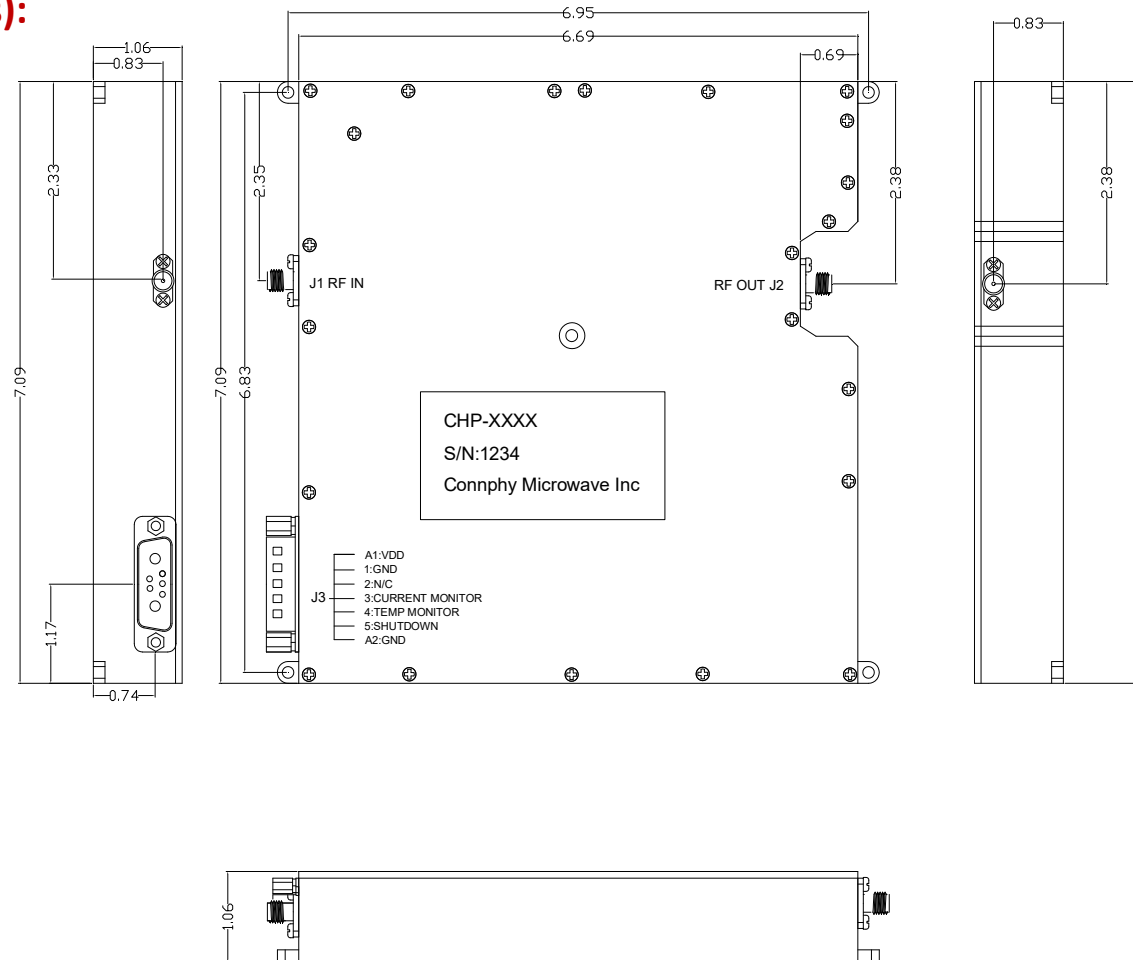 ):
6.95
6.69
0.69
1.06
0.83
0.83
2.33
2.35
2.38
2.38
J1 RF IN
RF OUT J2
7.09
7.09
6.83
CHP-XXXX
S/N:1234
Connphy Microwave Inc
A1:VDD
1:GND
2:N/C
J3
3:CURRENT MONITOR
4:TEMP MONITOR
5:SHUTDOWN
A2:GND
1.17
0.74
1.06